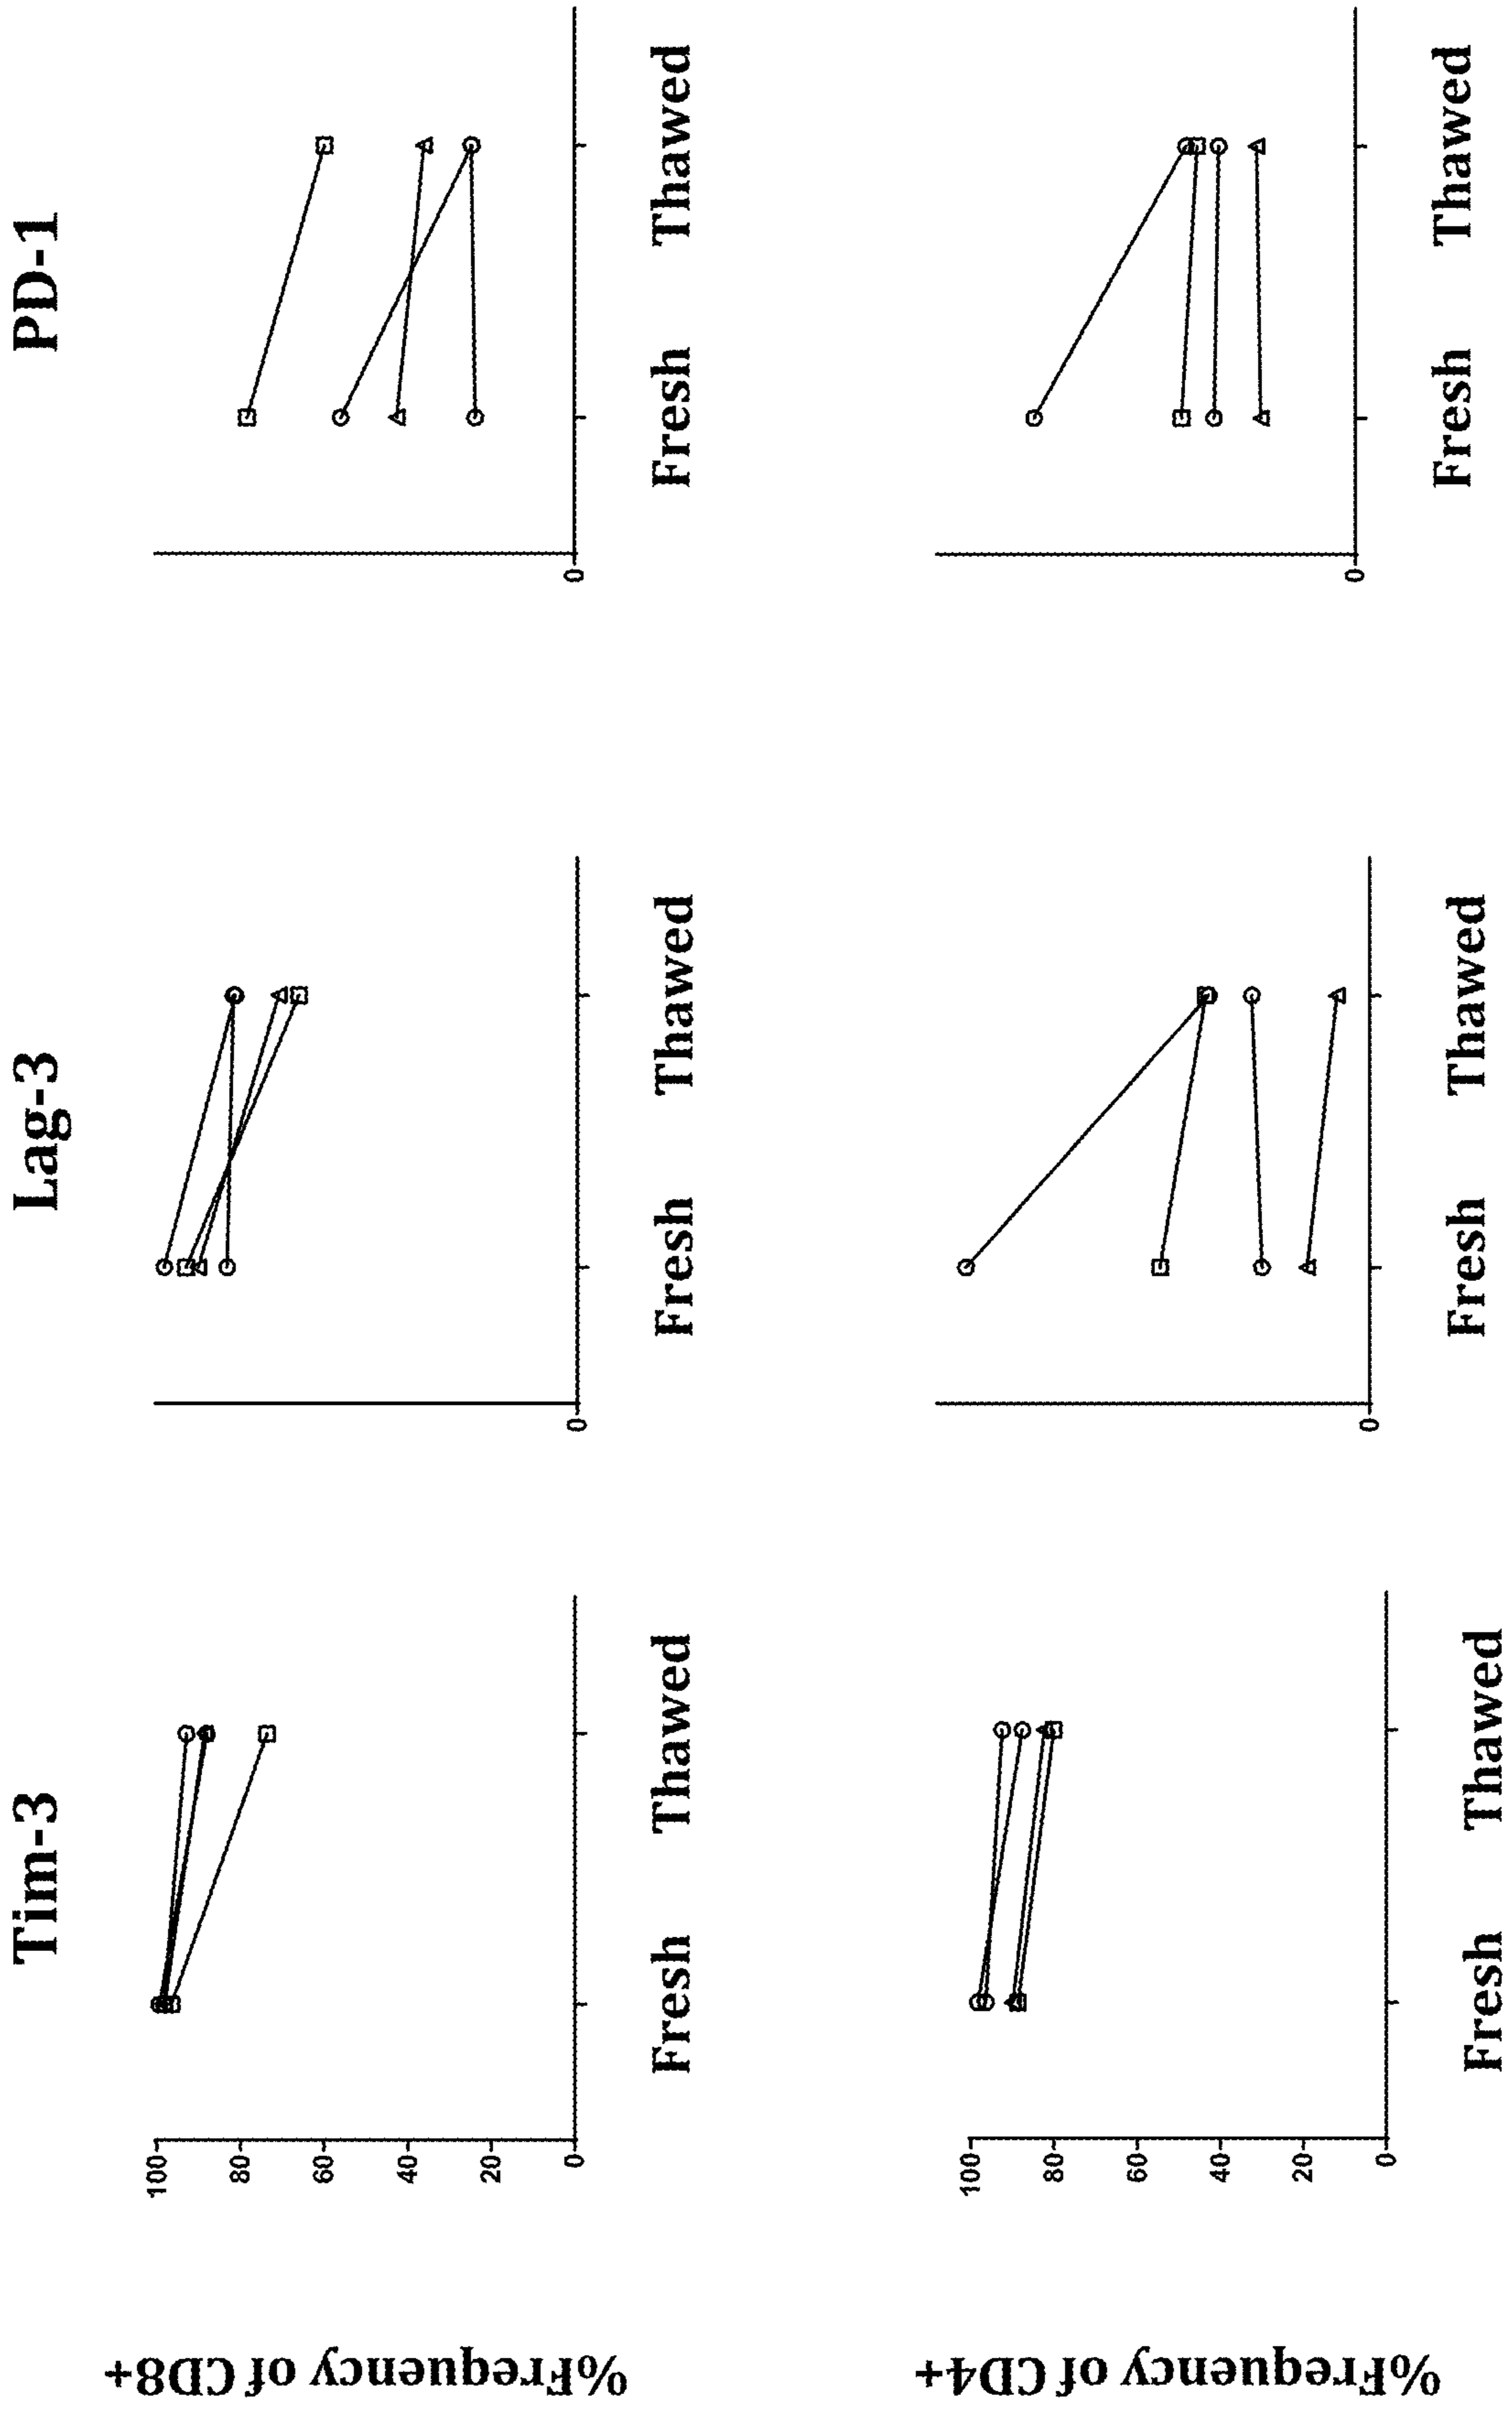 Tim-3
Lag-3
PD-1
%Frequency of CD8+
100
80
60
40
20
0
Fresh Thawed
0
Fresh Thawed
0
Fresh Thawed
%Frequency of CD4+
100
80
60
40
20
0
Fresh Thawed
0
Fresh Thawed
0
Fresh Thawed